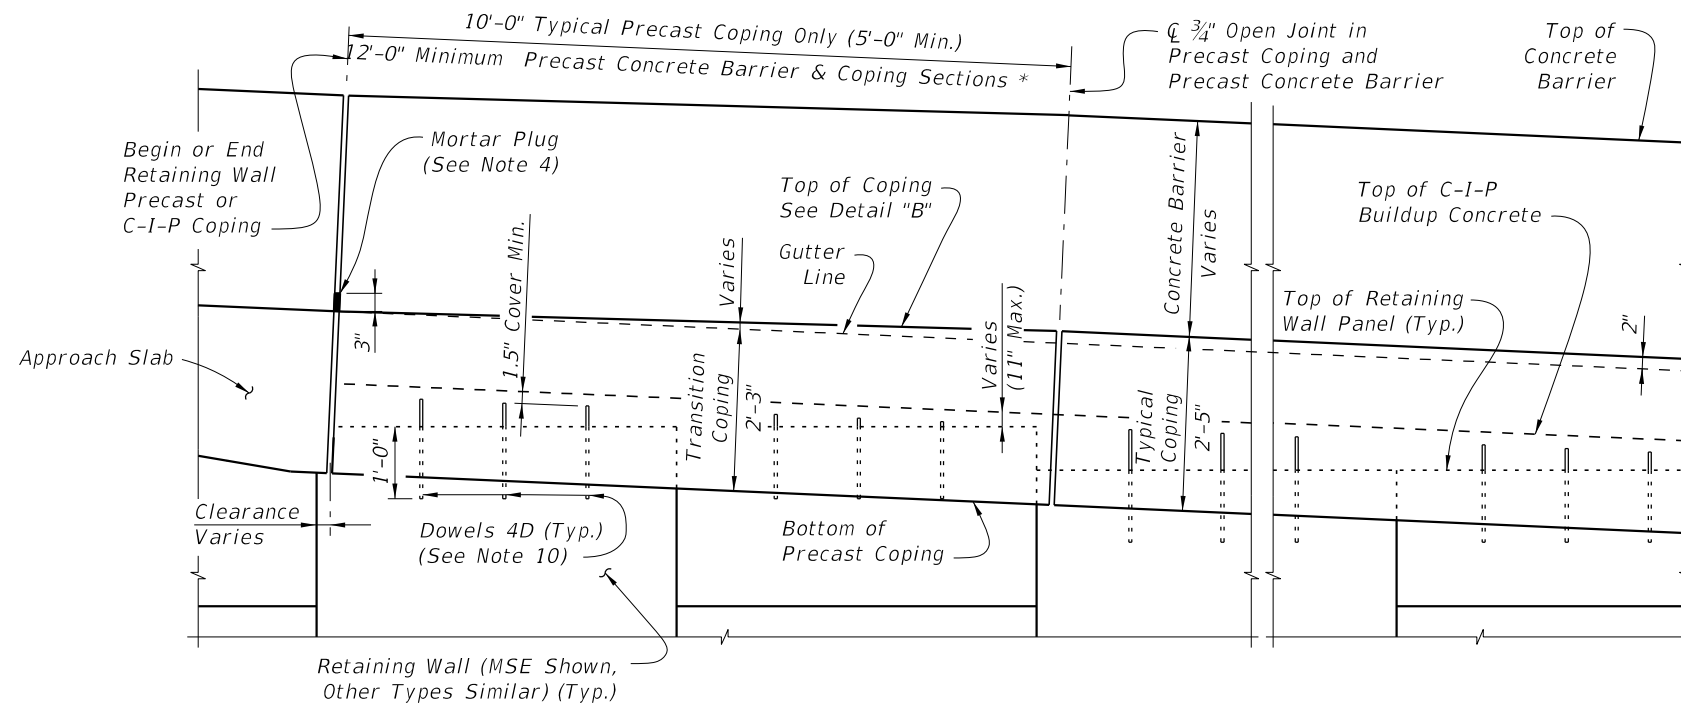 10'-0" Typical Precast Coping Only (5'-0" Min.)
12'-0" Minimum Precast Concrete Barrier & Coping Sections *
℄ ¾" Open Joint in
Precast Coping and
Precast Concrete Barrier
Top of
Concrete
Barrier
Begin or End
Retaining Wall
Precast or
C-I-P Coping
Mortar Plug
(See Note 4)
Top of Coping
See Detail "B"
Gutter
Line
Concrete Barrier
Varies
Top of C-I-P
Buildup Concrete
Top of Retaining
Wall Panel (Typ.)
2"
Approach Slab
3"
1.5" Cover Min.
Varies
Transition
Coping
2'-3"
Varies
(11" Max.)
Typical
Coping
2'-5"
1'-0"
Clearance
Varies
Dowels 4D (Typ.)
(See Note 10)
Bottom of
Precast Coping
Retaining Wall (MSE Shown,
Other Types Similar) (Typ.)